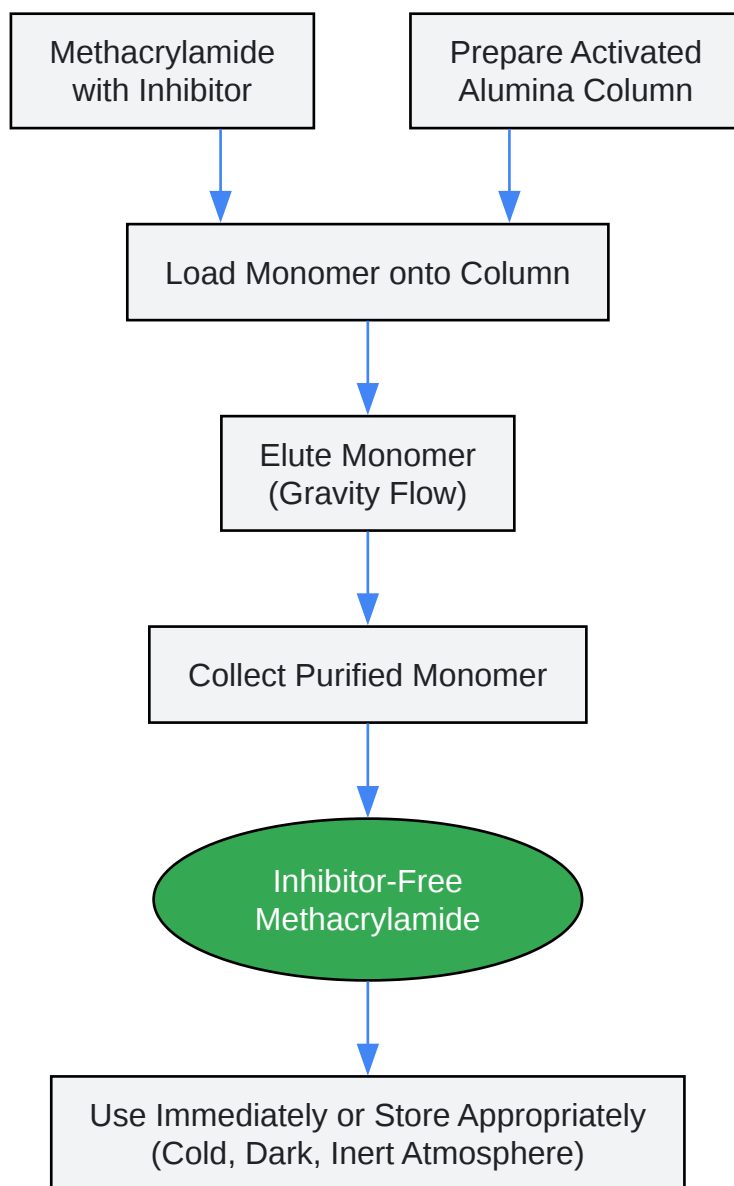 Methacrylamide
with Inhibitor
Prepare Activated
Alumina Column
Load Monomer onto Column
Elute Monomer
(Gravity Flow)
Collect Purified Monomer
Inhibitor-Free
Methacrylamide
Use Immediately or Store Appropriately
(Cold, Dark, Inert Atmosphere)